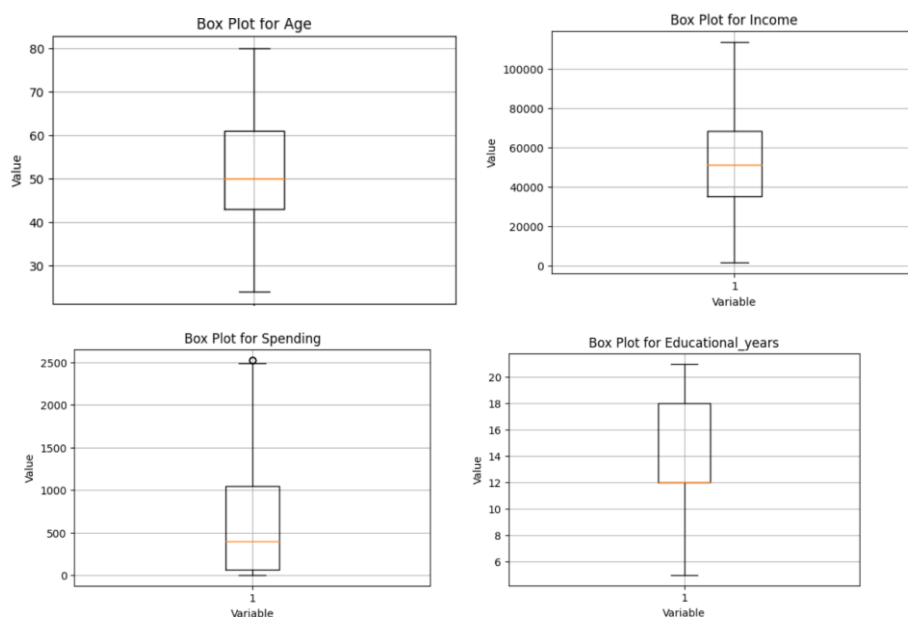 Box Plot for Age
80
70
60
50
40
30
Value
Box Plot for Income
100000
80000
60000
40000
20000
0
Value
1
Variable
Box Plot for Spending
2500
2000
1500
1000
500
0
Value
1
Variable
Box Plot for Educational_years
20
18
16
14
12
10
8
6
Value
1
Variable